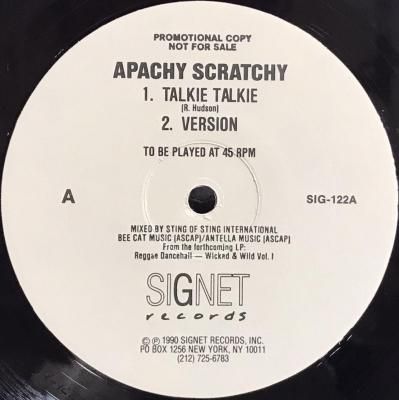 PROMOTIONAL COPY
NOT FOR SALE
APACHY SCRATCHY
1. TALKIE TALKIE
(R. Hudson)
2. VERSION
TO BE PLAYED AT 45 RPM
A
SIG-122A
MIXED BY STING OF STING INTERNATIONAL
BEE CAT MUSIC (ASCAP)/ANTELLA MUSIC (ASCAP)
From the forthcoming LP:
Reggae Dancehall — Wicked & Wild Vol. I
SIGNET
records
© ℗ 1990 SIGNET RECORDS, INC.
PO BOX 1256 NEW YORK, NY 10011
(212) 725-6783